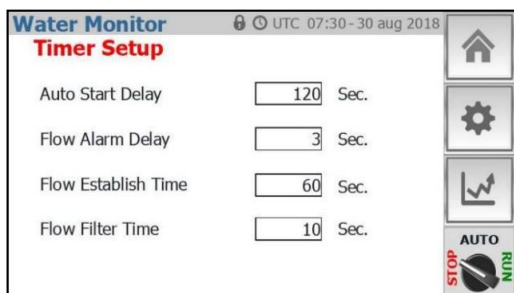 Water Monitor UTC 07:30-30 aug 2018
Timer Setup
Auto Start Delay 120 Sec.
Flow Alarm Delay 3 Sec.
Flow Establish Time 60 Sec.
Flow Filter Time 10 Sec.
AUTO
STOP RUN